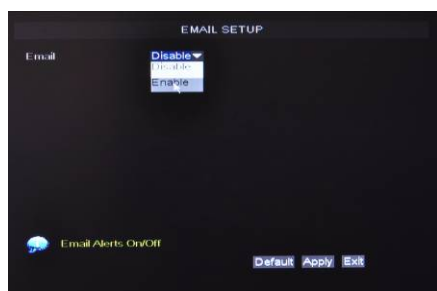 EMAIL SETUP
Email
Disable
Disable
Enable
Email Alerts On/Off
Default Apply Exit